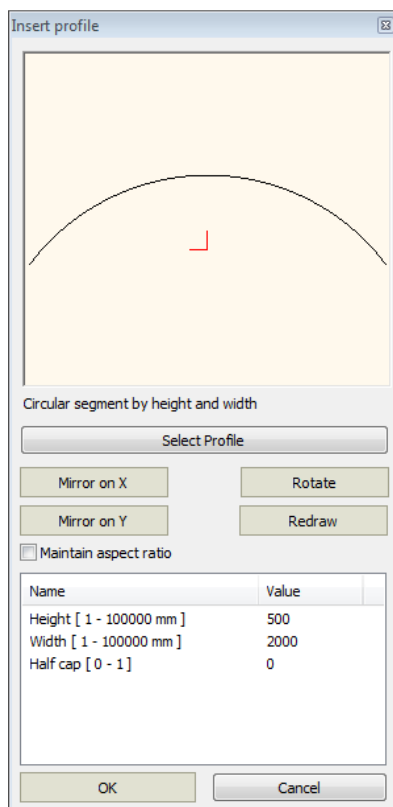 Insert profile
Circular segment by height and width
Select Profile
Mirror on X Rotate
Mirror on Y Redraw
Maintain aspect ratio
Name Value
Height [ 1 - 100000 mm ] 500
Width [ 1 - 100000 mm ] 2000
Half cap [ 0 - 1 ] 0
OK Cancel